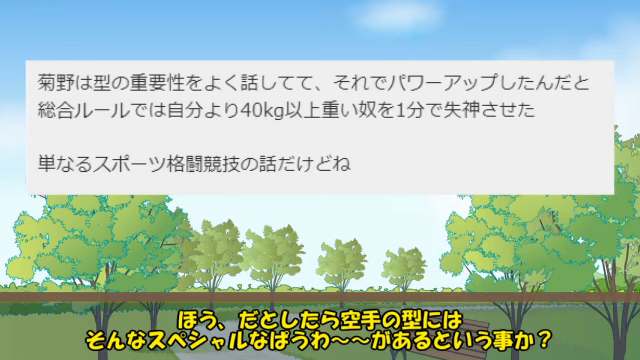 菊野は型の重要性をよく話してて、それでパワーアップしたんだと
総合ルールでは自分より40kg以上重い奴を1分で失神させた
単なるスポーツ格闘競技の話だけどね
ほう、だとしたら空手の型には
そんなスペシャルなぱうわ～～があるという事か？